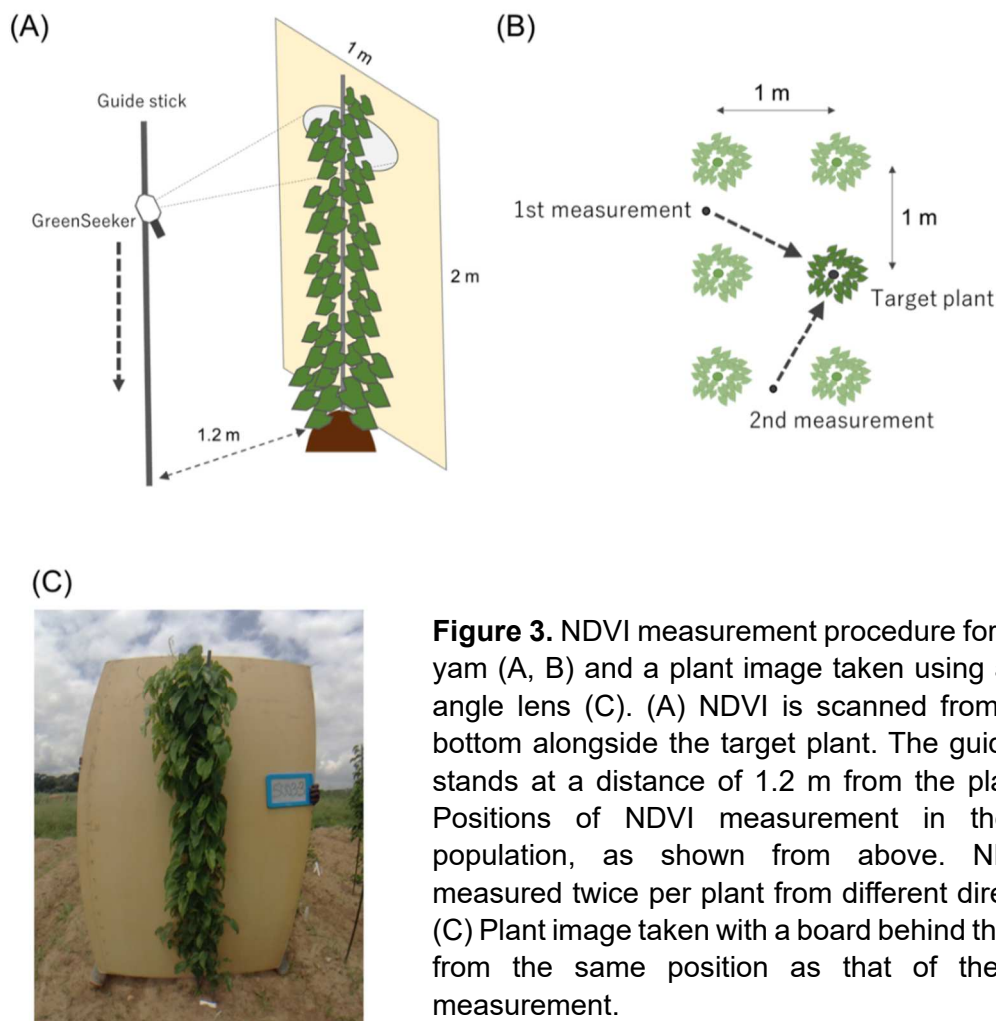 (A)
1 m
Guide stick
GreenSeeker
2 m
1.2 m
(B)
1 m
1st measurement
1 m
Target plant
2nd measurement
(C)
Figure 3. NDVI measurement procedure for
yam (A, B) and a plant image taken using
angle lens (C). (A) NDVI is scanned from
bottom alongside the target plant. The guid
stands at a distance of 1.2 m from the pla
Positions of NDVI measurement in the
population, as shown from above. N
measured twice per plant from different dire
(C) Plant image taken with a board behind th
from the same position as that of the
measurement.